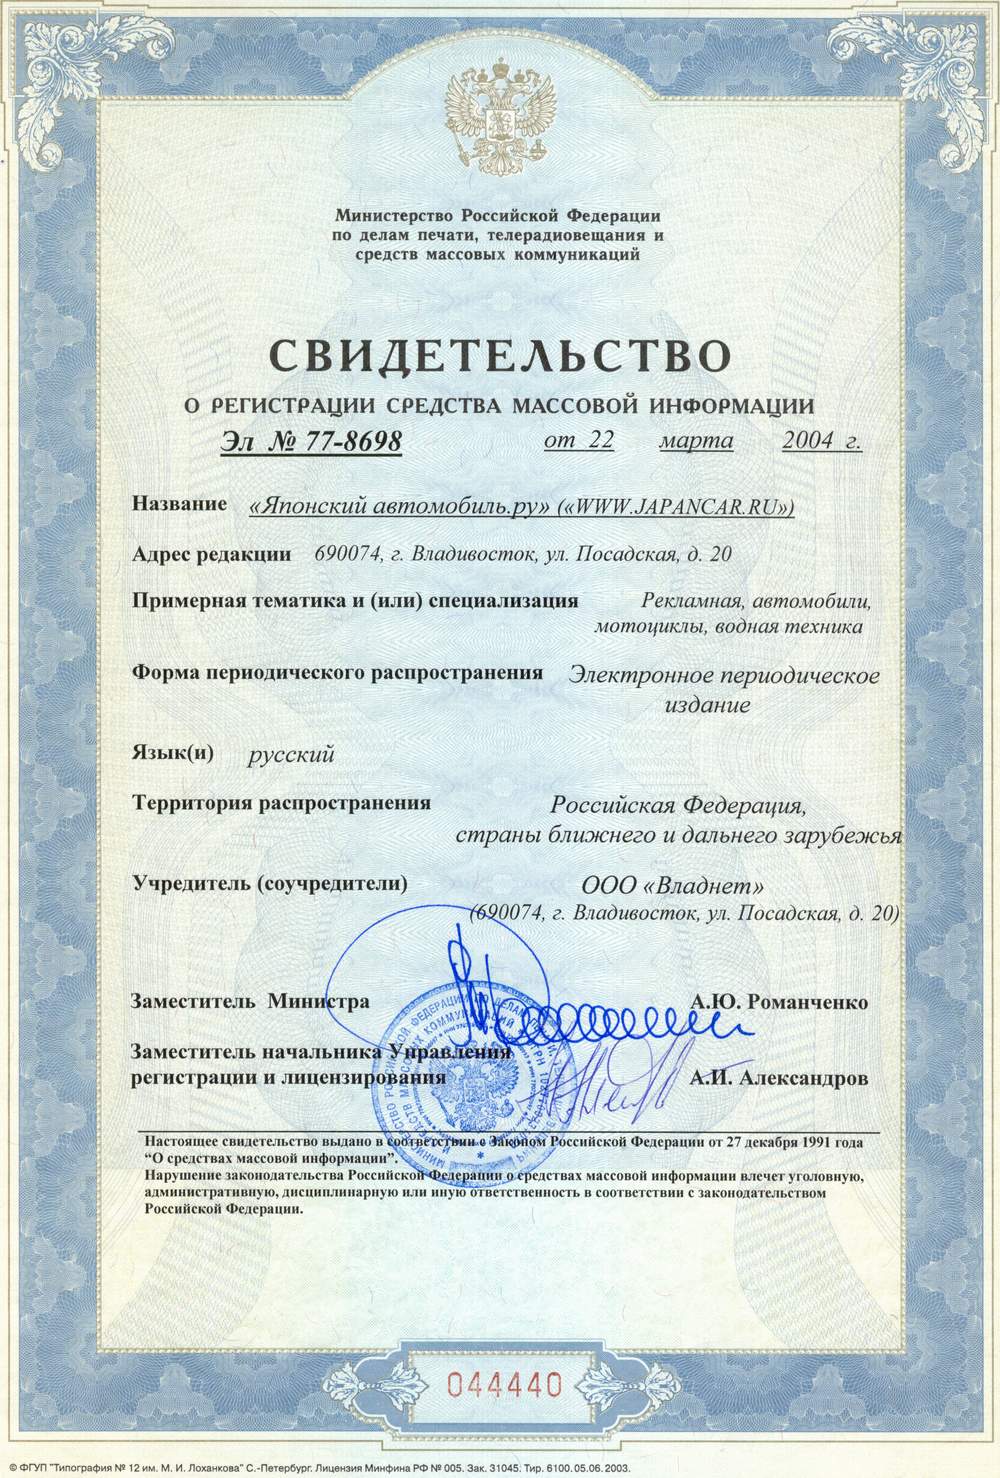 Министерство Российской Федерации
по делам печати, телерадиовещания и
средств массовых коммуникаций
СВИДЕТЕЛЬСТВО
О РЕГИСТРАЦИИ СРЕДСТВА МАССОВОЙ ИНФОРМАЦИИ
Эл № 77-8698 от 22 марта 2004 г.
Название «Японский автомобиль.ру» («WWW.JAPANCAR.RU»)
Адрес редакции 690074, г. Владивосток, ул. Посадская, д. 20
Примерная тематика и (или) специализация Рекламная, автомобили,
мотоциклы, водная техника
Форма периодического распространения Электронное периодическое
издание
Язык(и) русский
Территория распространения Российская Федерация,
страны ближнего и дальнего зарубежья
Учредитель (соучредители) ООО «Владнет»
(690074, г. Владивосток, ул. Посадская, д. 20)
Заместитель Министра А.Ю. Романченко
Заместитель начальника Управления
регистрации и лицензирования А.И. Александров
Настоящее свидетельство выдано в соответствии с Законом Российской Федерации от 27 декабря 1991 года
“О средствах массовой информации”.
Нарушение законодательства Российской Федерации о средствах массовой информации влечет уголовную,
административную, дисциплинарную или иную ответственность в соответствии с законодательством
Российской Федерации.
044440
© ФГУП "Типография № 12 им. М. И. Лоханкова" С.-Петербург. Лицензия Минфина РФ № 005. Зак. 31045. Тир. 6100. 05.06.2003.